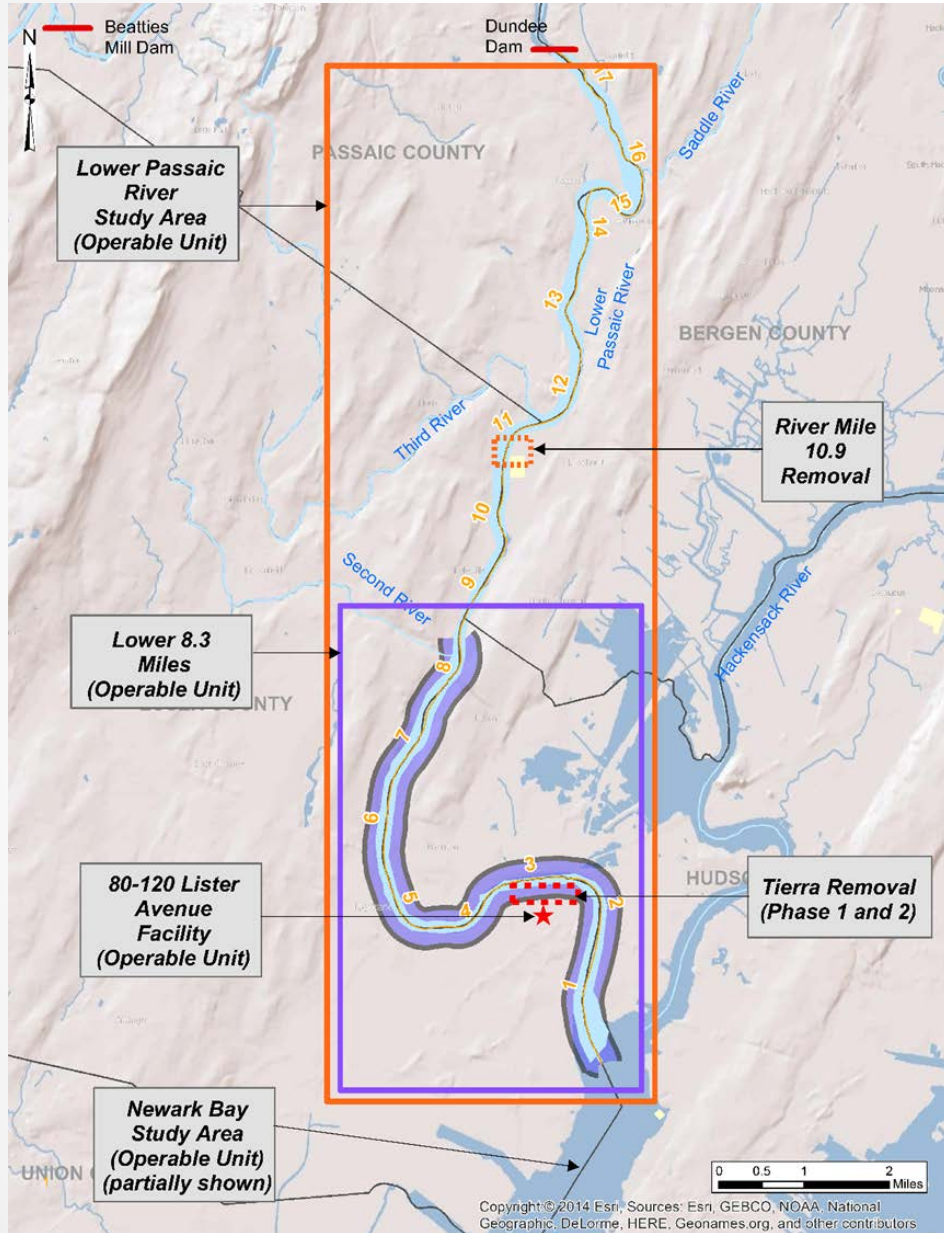 N
Beatties
Mill Dam
Dundee
Dam
17
Saddle River
16
PASSAIC COUNTY
Lower Passaic
River
Study Area
(Operable Unit)
15
14
13
Lower
Passaic River
BERGEN COUNTY
12
11
Third River
River Mile
10.9
Removal
10
9
Second River
Hackensack River
Lower 8.3
Miles
(Operable Unit)
COUNTY
8
7
6
5
4
3
2
1
HUDSO
80-120 Lister
Avenue
Facility
(Operable Unit)
Tierra Removal
(Phase 1 and 2)
Newark Bay
Study Area
(Operable Unit)
(partially shown)
UNION
0 0.5 1 2
Miles
Copyright:© 2014 Esri, Sources: Esri, GEBCO, NOAA, National
Geographic, DeLorme, HERE, Geonames.org, and other contributors